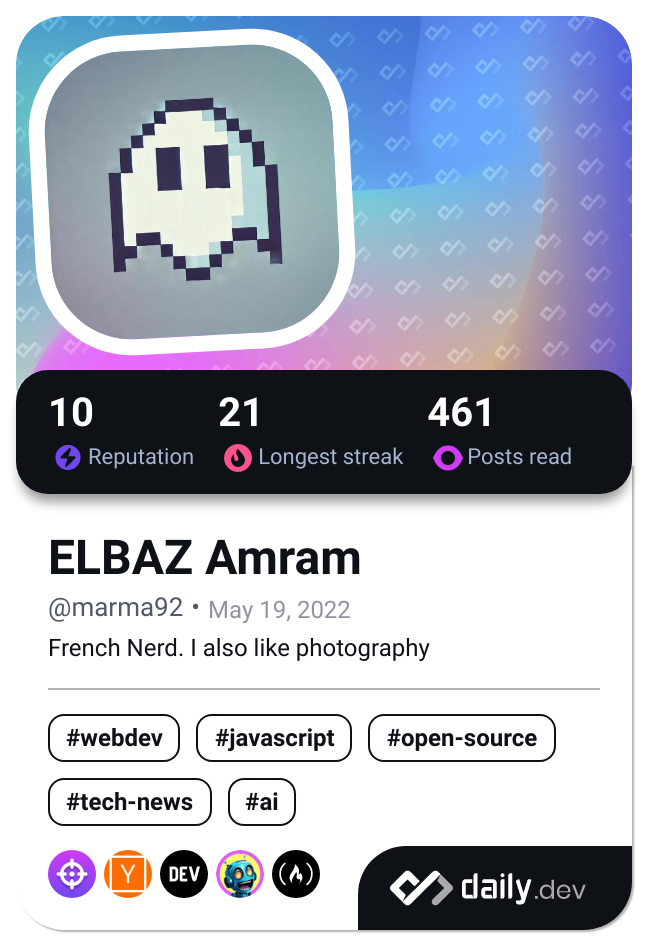 10 21 461
Reputation Longest streak Posts read
ELBAZ Amram
@marma92 • May 19, 2022
French Nerd. I also like photography
#webdev #javascript #open-source
#tech-news #ai
Y DEV
daily.dev